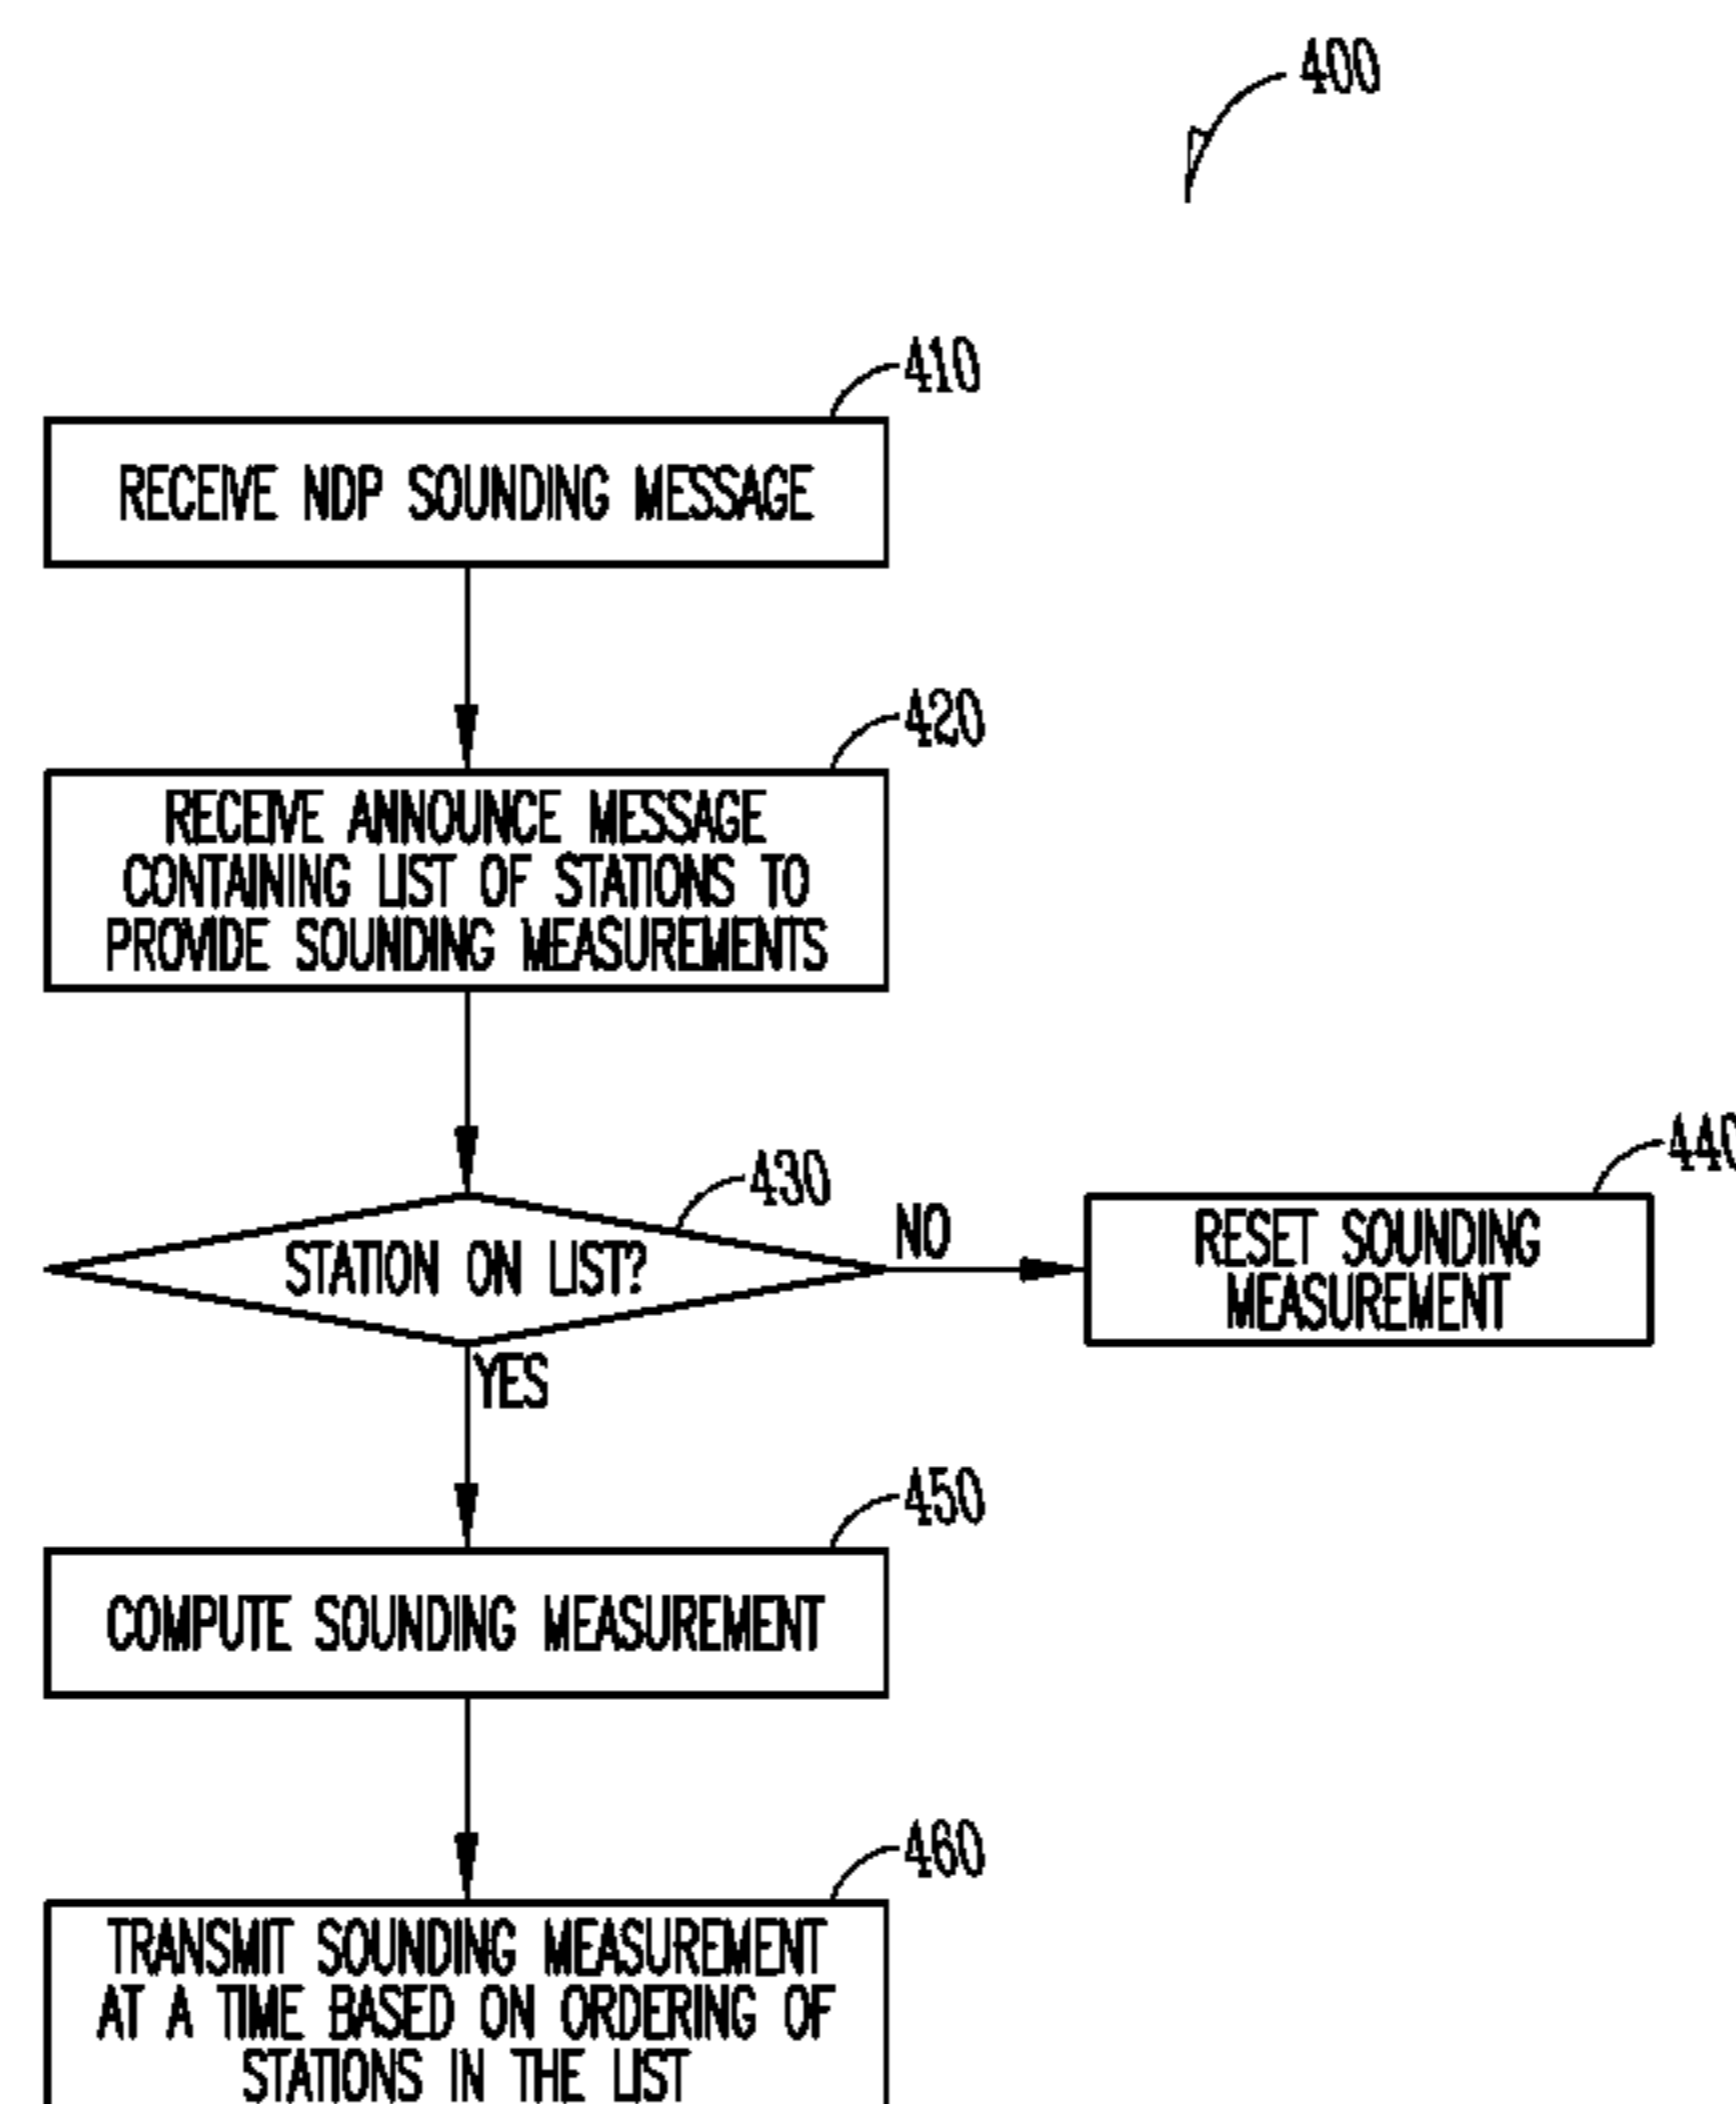 400
410
RECEIVE NDP SOUNDING MESSAGE
420
RECEIVE ANNOUNCE MESSAGE
CONTAINING LIST OF STATIONS TO
PROVIDE SOUNDING MEASUREMENTS
430
STATION ON LIST?
NO
440
RESET SOUNDING
MEASUREMENT
YES
450
COMPUTE SOUNDING MEASUREMENT
460
TRANSMIT SOUNDING MEASUREMENT
AT A TIME BASED ON ORDERING OF
STATIONS IN THE LIST